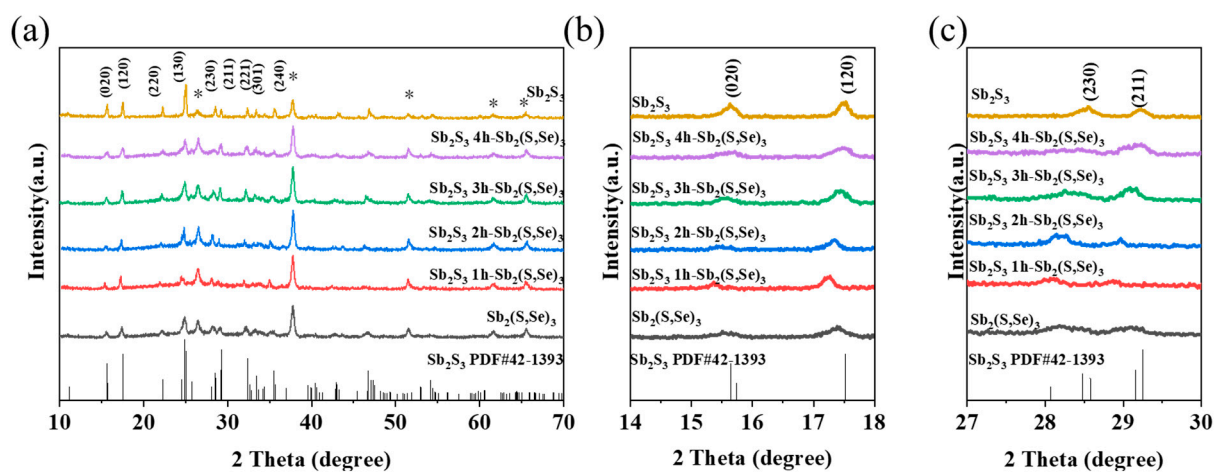 (a)
Intensity(a.u.)
(020)
(120)
(220)
(130)
(230)
(211)
(221)
(301)
(240)
*
*
*
*
*
Sb₂S₃
Sb₂S₃ 4h-Sb₂(S,Se)₃
Sb₂S₃ 3h-Sb₂(S,Se)₃
Sb₂S₃ 2h-Sb₂(S,Se)₃
Sb₂S₃ 1h-Sb₂(S,Se)₃
Sb₂(S,Se)₃
Sb₂S₃ PDF#42-1393
10 20 30 40 50 60 70
2 Theta (degree)
(b)
Intensity(a.u.)
(020)
(120)
Sb₂S₃
Sb₂S₃ 4h-Sb₂(S,Se)₃
Sb₂S₃ 3h-Sb₂(S,Se)₃
Sb₂S₃ 2h-Sb₂(S,Se)₃
Sb₂S₃ 1h-Sb₂(S,Se)₃
Sb₂(S,Se)₃
Sb₂S₃ PDF#42-1393
14 15 16 17 18
2 Theta (degree)
(c)
Intensity(a.u.)
(230)
(211)
Sb₂S₃
Sb₂S₃ 4h-Sb₂(S,Se)₃
Sb₂S₃ 3h-Sb₂(S,Se)₃
Sb₂S₃ 2h-Sb₂(S,Se)₃
Sb₂S₃ 1h-Sb₂(S,Se)₃
Sb₂(S,Se)₃
Sb₂S₃ PDF#42-1393
27 28 29 30
2 Theta (degree)